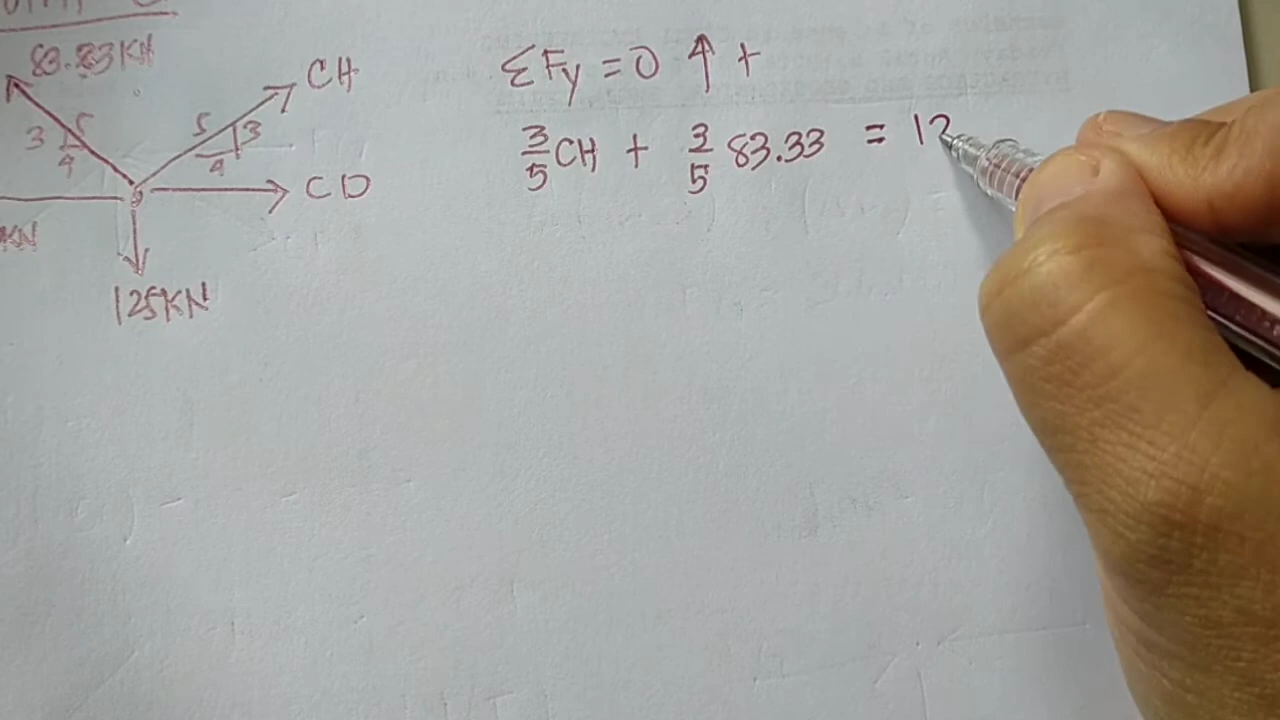 83.33KN
CH
3 5 4
5 3 4
CD
KN
125KN
ΣFy = 0 ↑ +
3/5 CH + 3/5 83.33 = 12